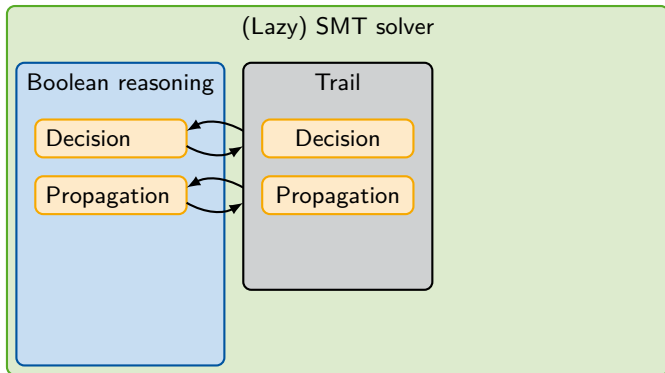 (Lazy) SMT solver
Boolean reasoning
Trail
Decision
Decision
Propagation
Propagation